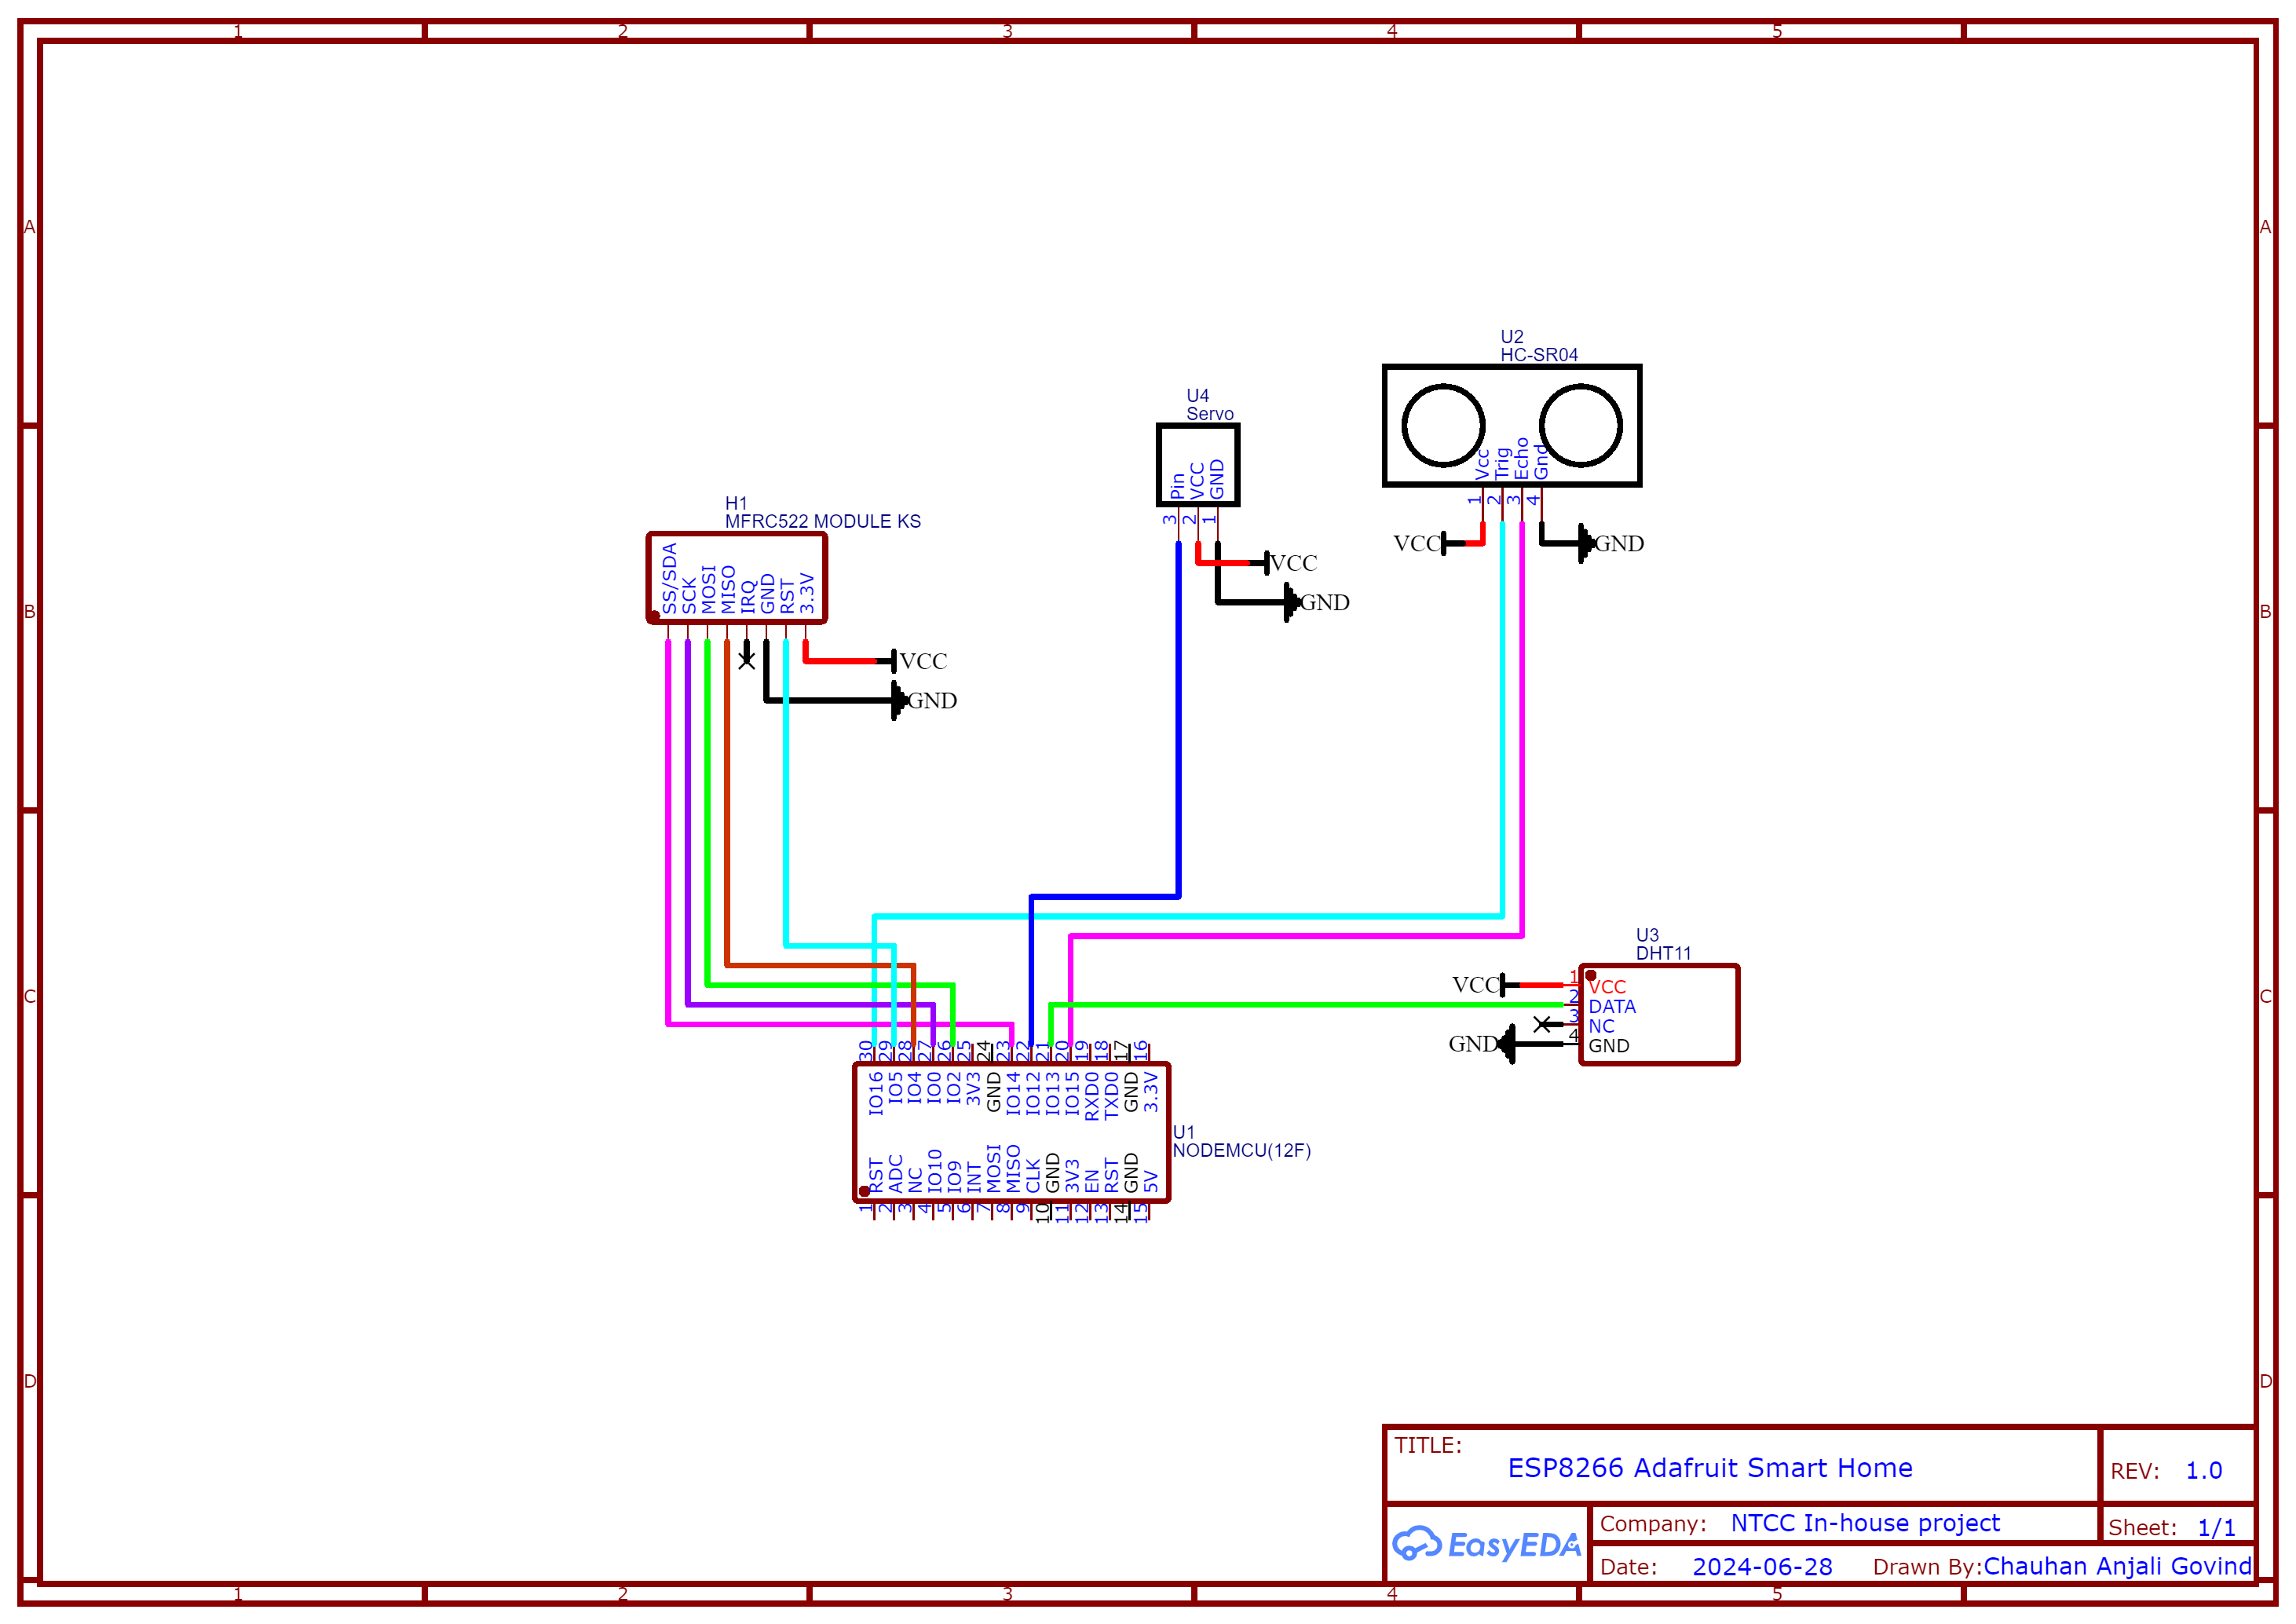 1 2 3 4 5
A A
U2
HC-SR04
U4
Servo
Vcc Trig Echo Gnd
1 2 3 4
Pin VCC GND
3 2 1
VCC GND
VCC
GND
H1
MFRC522 MODULE KS
SS/SDA SCK MOSI MISO IRQ GND RST 3.3V
B B
VCC
GND
U3
DHT11
VCC 1 VCC
2 DATA
3 NC
GND 4 GND
C C
30 29 28 27 26 25 24 23 22 21 20 19 18 17 16
IO16 IO5 IO4 IO0 IO2 3V3 GND IO14 IO12 IO13 IO15 RXD0 TXD0 GND 3.3V
U1
NODEMCU(12F)
RST ADC NC IO10 IO9 INT MOSI MISO CLK GND 3V3 EN RST GND 5V
1 2 3 4 5 6 7 8 9 10 11 12 13 14 15
D D
TITLE:
ESP8266 Adafruit Smart Home
REV: 1.0
EasyEDA
Company: NTCC In-house project
Sheet: 1/1
Date: 2024-06-28 Drawn By: Chauhan Anjali Govind
1 2 3 4 5